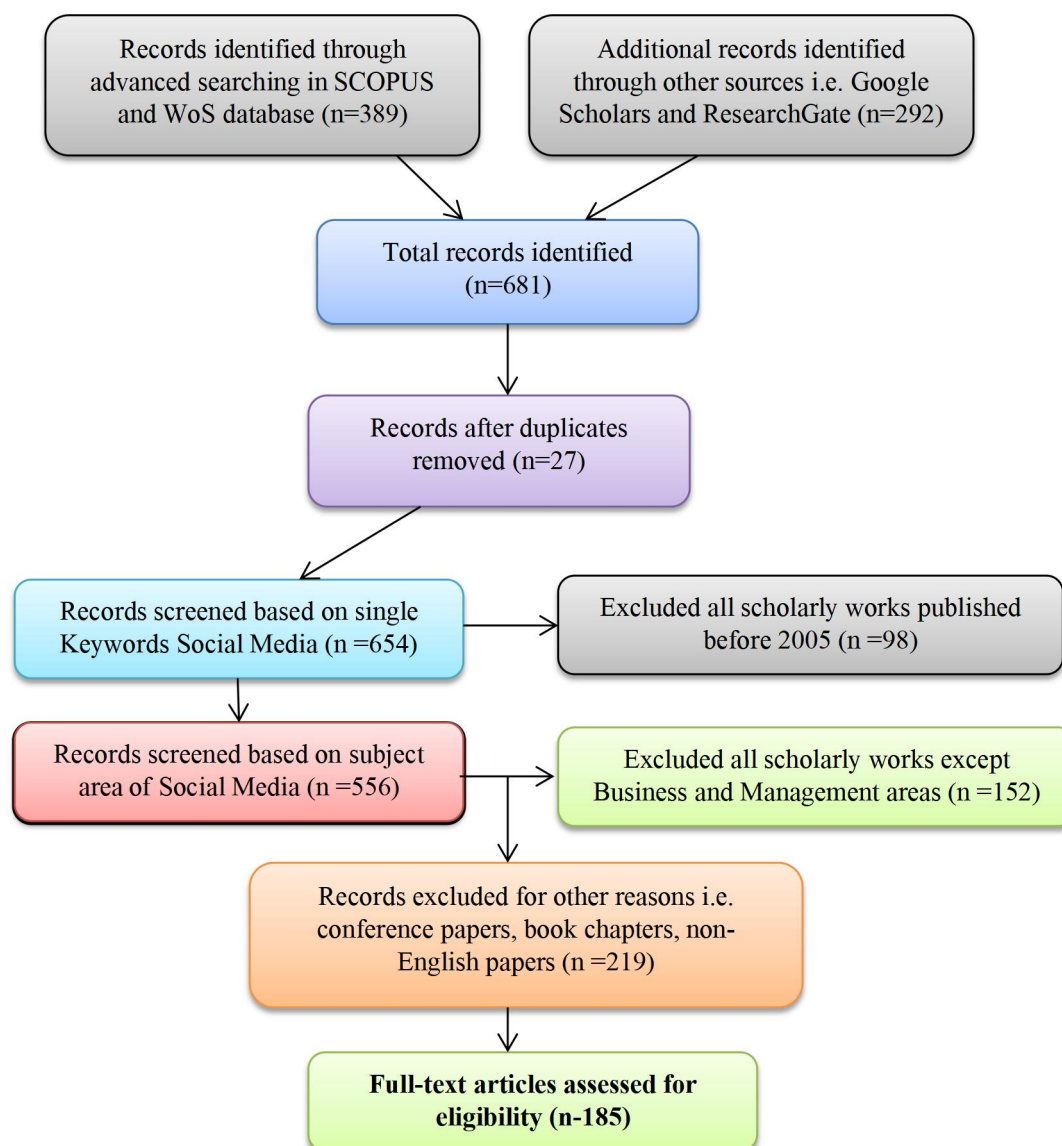 Records identified through
advanced searching in SCOPUS
and WoS database (n=389)
Additional records identified
through other sources i.e. Google
Scholars and ResearchGate (n=292)
Total records identified
(n=681)
Records after duplicates
removed (n=27)
Records screened based on single
Keywords Social Media (n =654)
Excluded all scholarly works published
before 2005 (n =98)
Records screened based on subject
area of Social Media (n =556)
Excluded all scholarly works except
Business and Management areas (n =152)
Records excluded for other reasons i.e.
conference papers, book chapters, non-
English papers (n =219)
Full-text articles assessed for
eligibility (n-185)